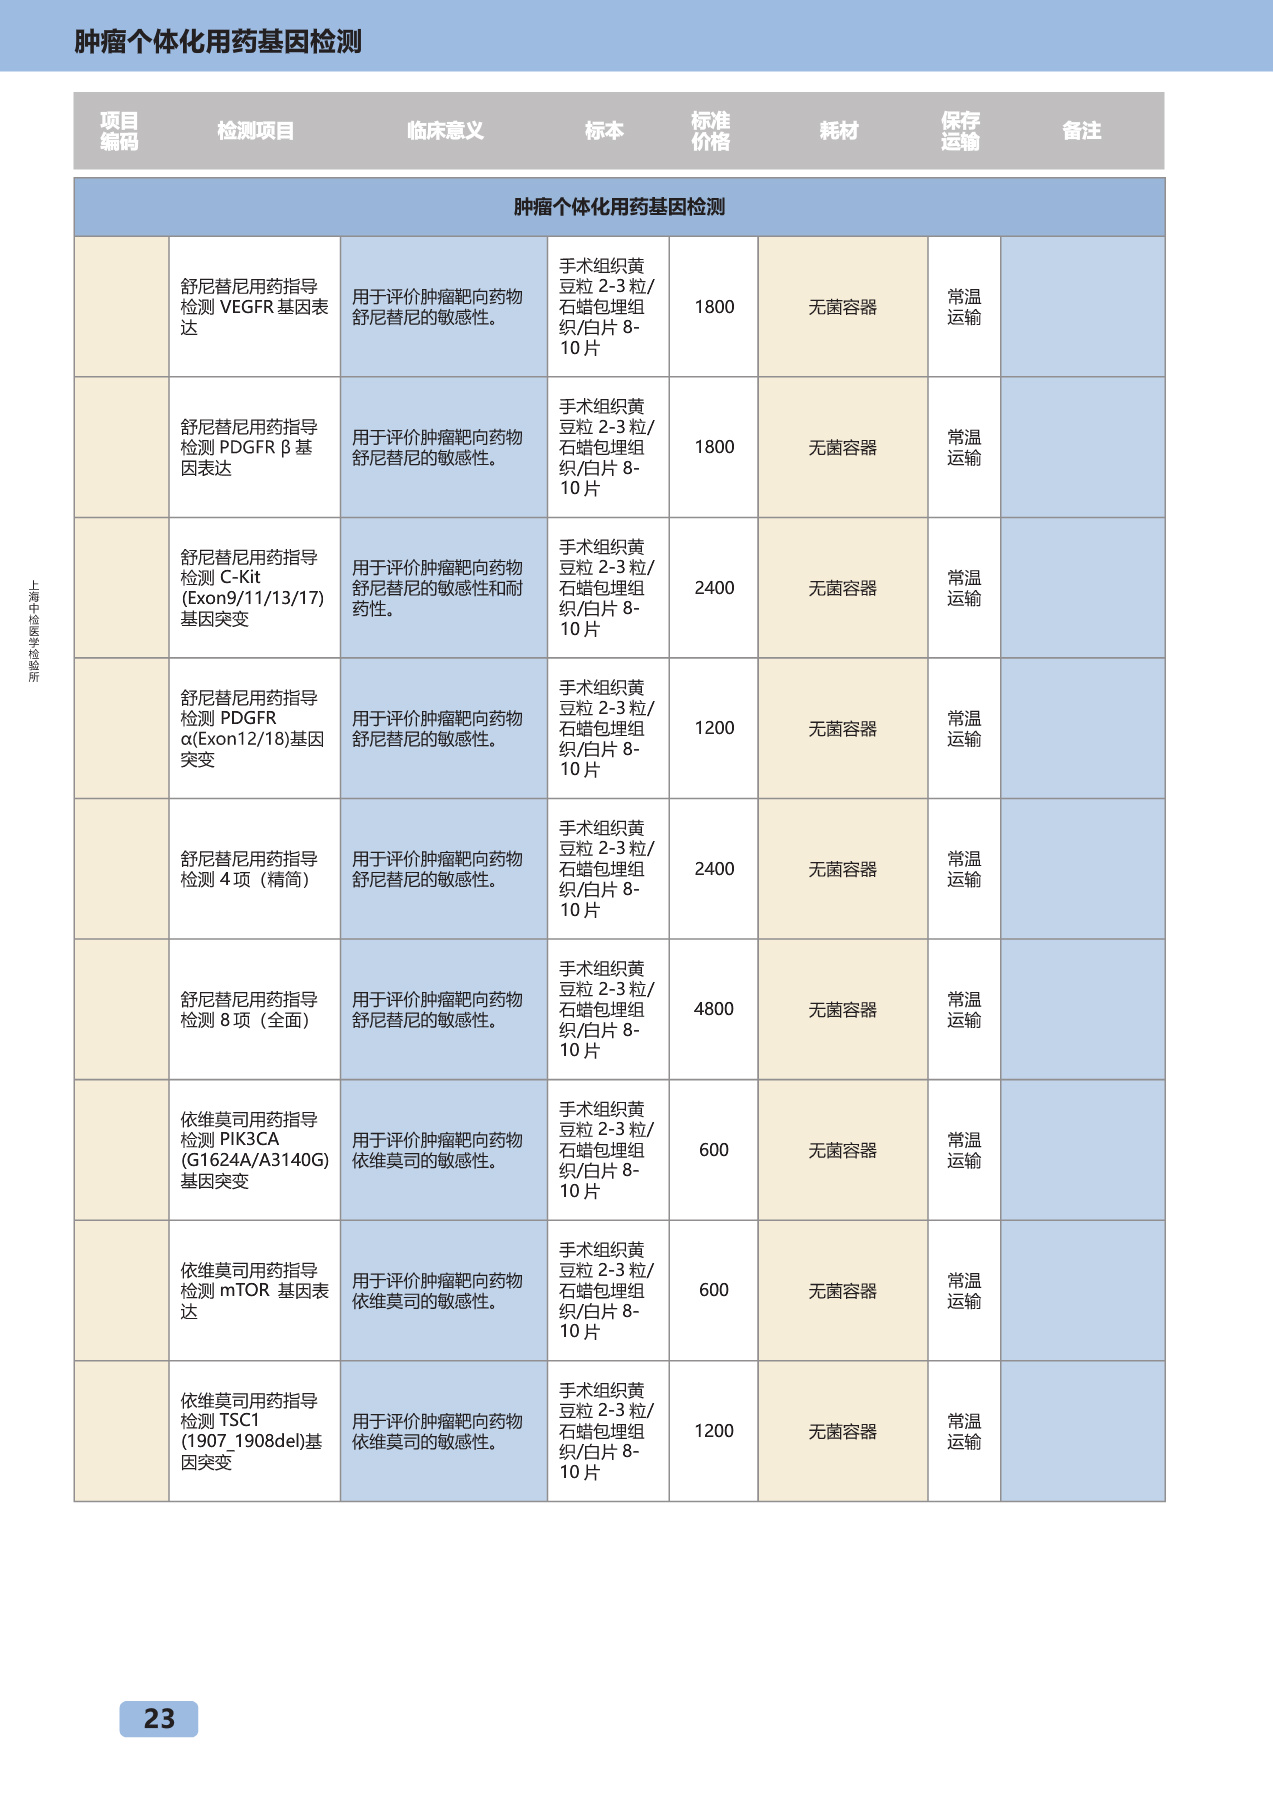 肿瘤个体化用药基因检测
项目
编码
检测项目
临床意义
标本
标准
价格
耗材
保存
运输
备注
肿瘤个体化用药基因检测
舒尼替尼用药指导
检测 VEGFR 基因表
达
用于评价肿瘤靶向药物
舒尼替尼的敏感性。
手术组织黄
豆粒 2-3 粒/
石蜡包埋组
织/白片 8-
10 片
1800
无菌容器
常温
运输
舒尼替尼用药指导
检测 PDGFR β 基
因表达
用于评价肿瘤靶向药物
舒尼替尼的敏感性。
手术组织黄
豆粒 2-3 粒/
石蜡包埋组
织/白片 8-
10 片
1800
无菌容器
常温
运输
舒尼替尼用药指导
检测 C-Kit
(Exon9/11/13/17)
基因突变
用于评价肿瘤靶向药物
舒尼替尼的敏感性和耐
药性。
手术组织黄
豆粒 2-3 粒/
石蜡包埋组
织/白片 8-
10 片
2400
无菌容器
常温
运输
舒尼替尼用药指导
检测 PDGFR
α(Exon12/18)基因
突变
用于评价肿瘤靶向药物
舒尼替尼的敏感性。
手术组织黄
豆粒 2-3 粒/
石蜡包埋组
织/白片 8-
10 片
1200
无菌容器
常温
运输
舒尼替尼用药指导
检测 4 项（精简）
用于评价肿瘤靶向药物
舒尼替尼的敏感性。
手术组织黄
豆粒 2-3 粒/
石蜡包埋组
织/白片 8-
10 片
2400
无菌容器
常温
运输
舒尼替尼用药指导
检测 8 项（全面）
用于评价肿瘤靶向药物
舒尼替尼的敏感性。
手术组织黄
豆粒 2-3 粒/
石蜡包埋组
织/白片 8-
10 片
4800
无菌容器
常温
运输
依维莫司用药指导
检测 PIK3CA
(G1624A/A3140G)
基因突变
用于评价肿瘤靶向药物
依维莫司的敏感性。
手术组织黄
豆粒 2-3 粒/
石蜡包埋组
织/白片 8-
10 片
600
无菌容器
常温
运输
依维莫司用药指导
检测 mTOR 基因表
达
用于评价肿瘤靶向药物
依维莫司的敏感性。
手术组织黄
豆粒 2-3 粒/
石蜡包埋组
织/白片 8-
10 片
600
无菌容器
常温
运输
依维莫司用药指导
检测 TSC1
(1907_1908del)基
因突变
用于评价肿瘤靶向药物
依维莫司的敏感性。
手术组织黄
豆粒 2-3 粒/
石蜡包埋组
织/白片 8-
10 片
1200
无菌容器
常温
运输
上海中检医学检验所
23